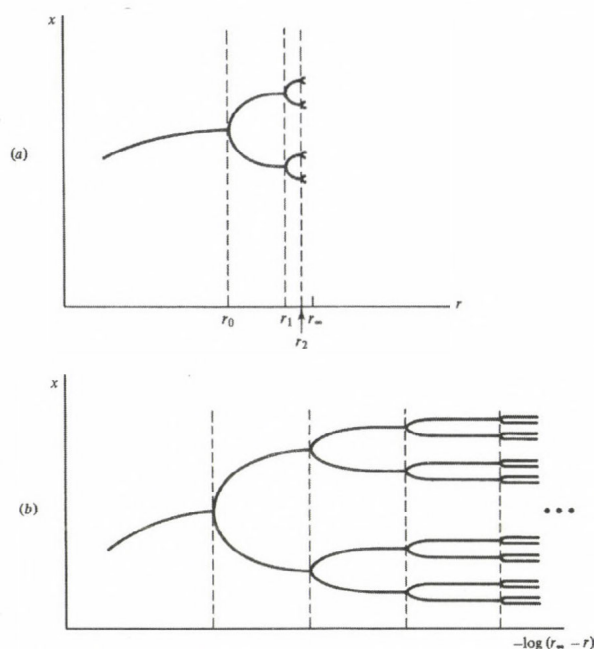 x
(a)
r₀
r₁
r∞
r
r₂
x
(b)
•••
−log (r∞ − r)